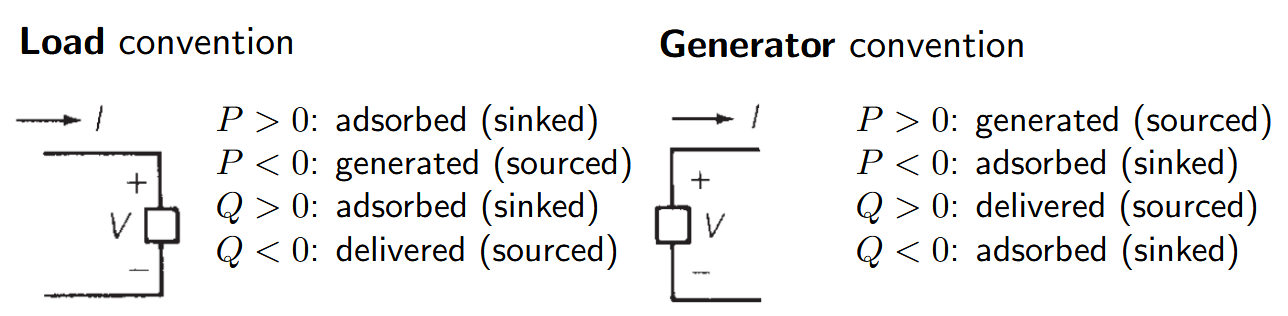 Load convention
I
+
V
−
P > 0: adsorbed (sinked)
P < 0: generated (sourced)
Q > 0: adsorbed (sinked)
Q < 0: delivered (sourced)
Generator convention
I
+
V
−
P > 0: generated (sourced)
P < 0: adsorbed (sinked)
Q > 0: delivered (sourced)
Q < 0: adsorbed (sinked)